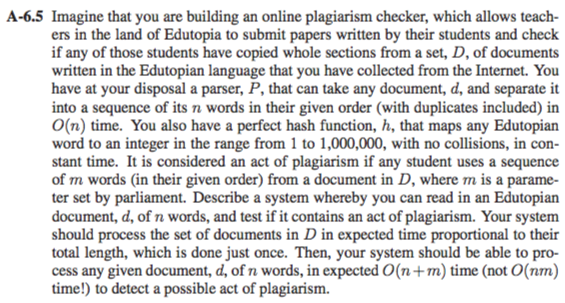 A-6.5 Imagine that you are building an online plagiarism checker, which allows teach-
ers in the land of Edutopia to submit papers written by their students and check
if any of those students have copied whole sections from a set, D, of documents
written in the Edutopian language that you have collected from the Internet. You
have at your disposal a parser, P, that can take any document, d, and separate it
into a sequence of its n words in their given order (with duplicates included) in
O(n) time. You also have a perfect hash function, h, that maps any Edutopian
word to an integer in the range from 1 to 1,000,000, with no collisions, in con-
stant time. It is considered an act of plagiarism if any student uses a sequence
of m words (in their given order) from a document in D, where m is a parame-
ter set by parliament. Describe a system whereby you can read in an Edutopian
document, d, of n words, and test if it contains an act of plagiarism. Your system
should process the set of documents in D in expected time proportional to their
total length, which is done just once. Then, your system should be able to pro-
cess any given document, d, of n words, in expected O(n+m) time (not O(nm)
time!) to detect a possible act of plagiarism.